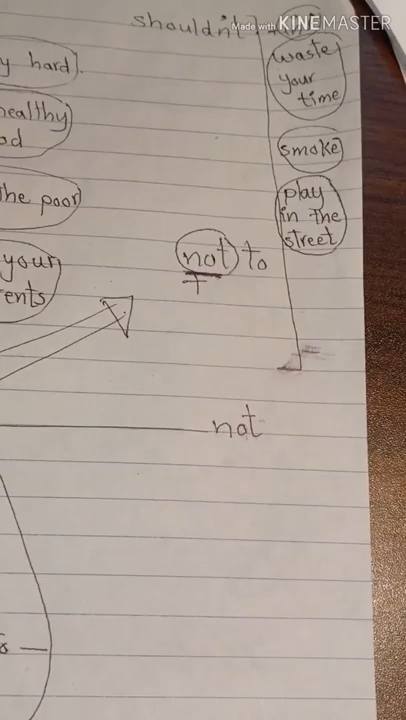 shouldn't
Made with KINEMASTER
waste
your
time
smoke
play
in the
street
y hard.
healthy
od
the poor
your
ents
not to
+
not
s